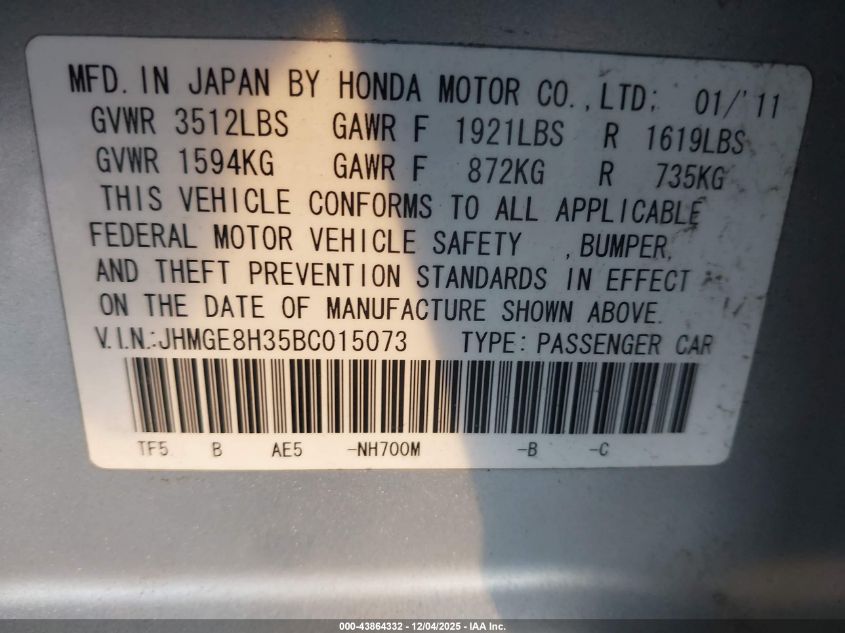 MFD. IN JAPAN BY HONDA MOTOR CO., LTD; 01/'11
GVWR 3512LBS GAWR F 1921LBS R 1619LBS
GVWR 1594KG GAWR F 872KG R 735KG
THIS VEHICLE CONFORMS TO ALL APPLICABLE
FEDERAL MOTOR VEHICLE SAFETY , BUMPER,
AND THEFT PREVENTION STANDARDS IN EFFECT
ON THE DATE OF MANUFACTURE SHOWN ABOVE.
V.I.N.:JHMGE8H35BC015073 TYPE: PASSENGER CAR
TF5 B AE5 -NH700M -B -C
000-43864332 - 12/04/2025 - IAA Inc.